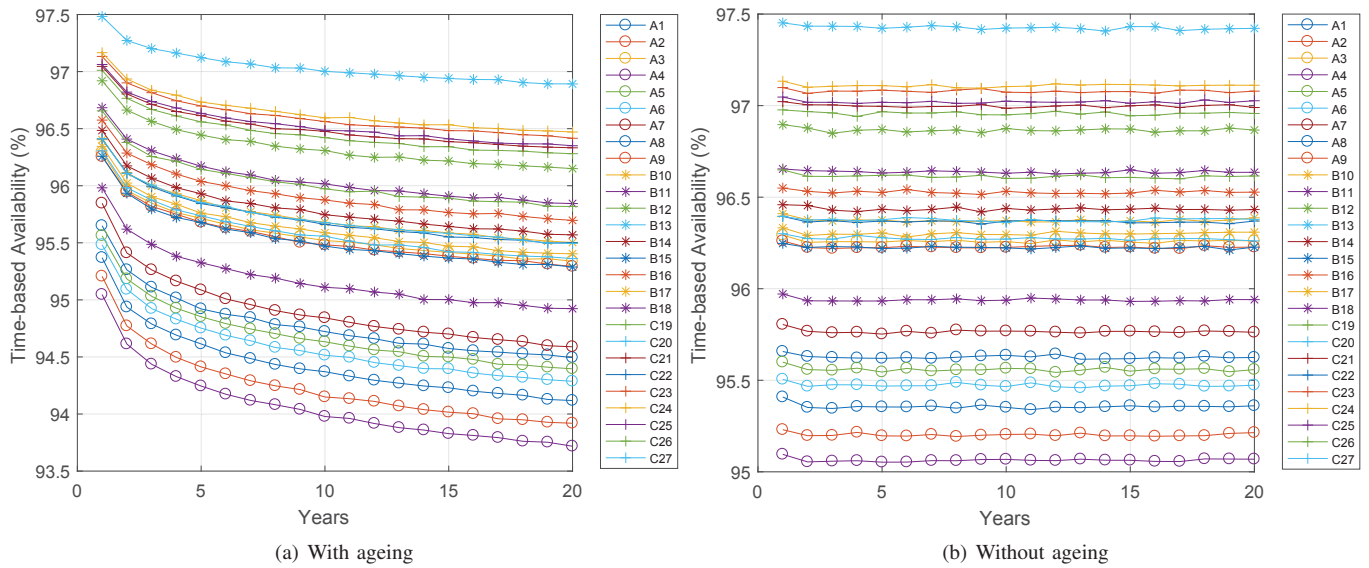 97.5
97
96.5
96
95.5
95
94.5
94
93.5
0
5
10
15
20
Years
Time-based Availability (%)
A1
A2
A3
A4
A5
A6
A7
A8
A9
B10
B11
B12
B13
B14
B15
B16
B17
B18
C19
C20
C21
C22
C23
C24
C25
C26
C27
(a) With ageing
97.5
97
96.5
96
95.5
95
0
5
10
15
20
Years
Time-based Availability (%)
A1
A2
A3
A4
A5
A6
A7
A8
A9
B10
B11
B12
B13
B14
B15
B16
B17
B18
C19
C20
C21
C22
C23
C24
C25
C26
C27
(b) Without ageing